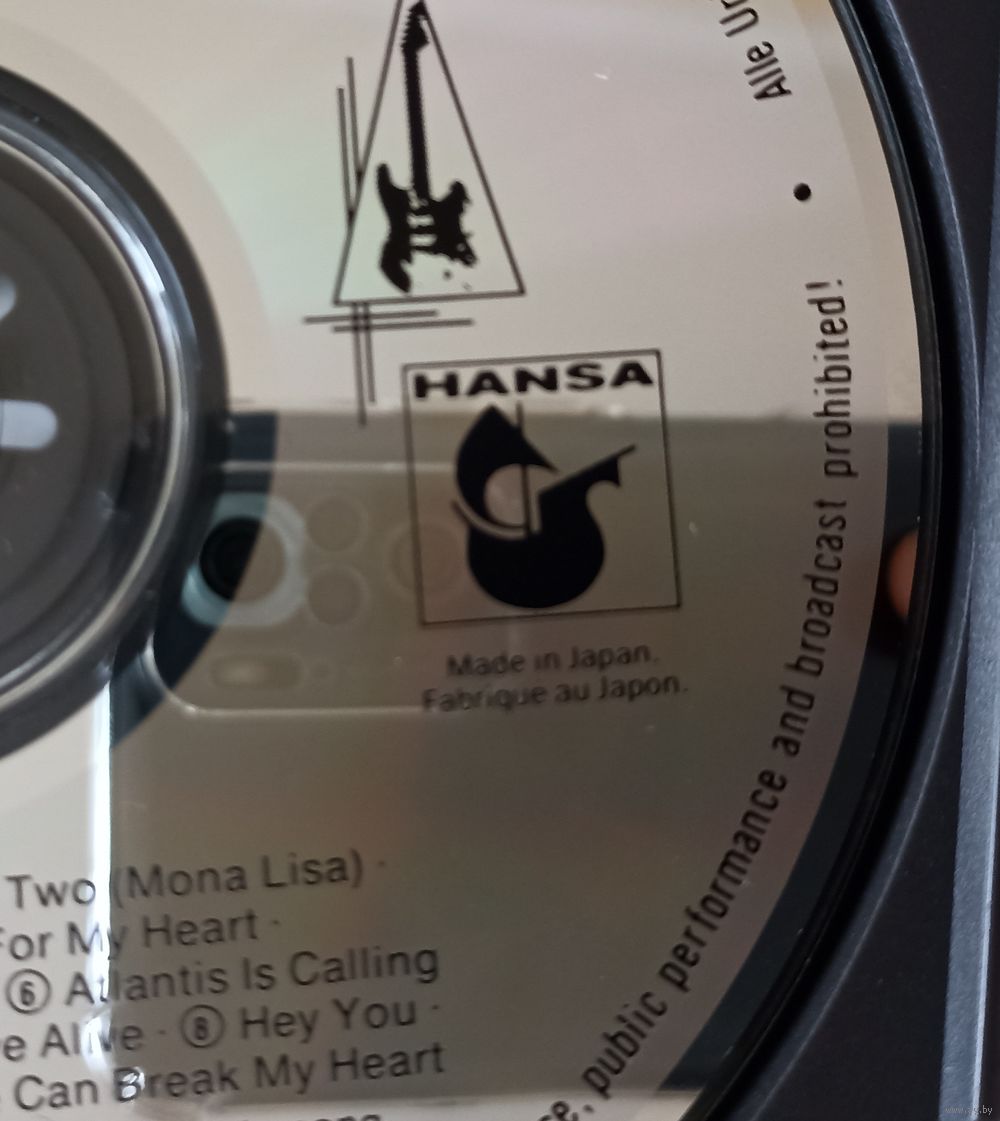 Alle
prohibited!
public performance and broadcast
HANSA
Made in Japan.
Fabrique au Japon.
Two (Mona Lisa) ·
For My Heart ·
⑥ Atlantis Is Calling
Alive · ⑧ Hey You ·
Can Break My Heart